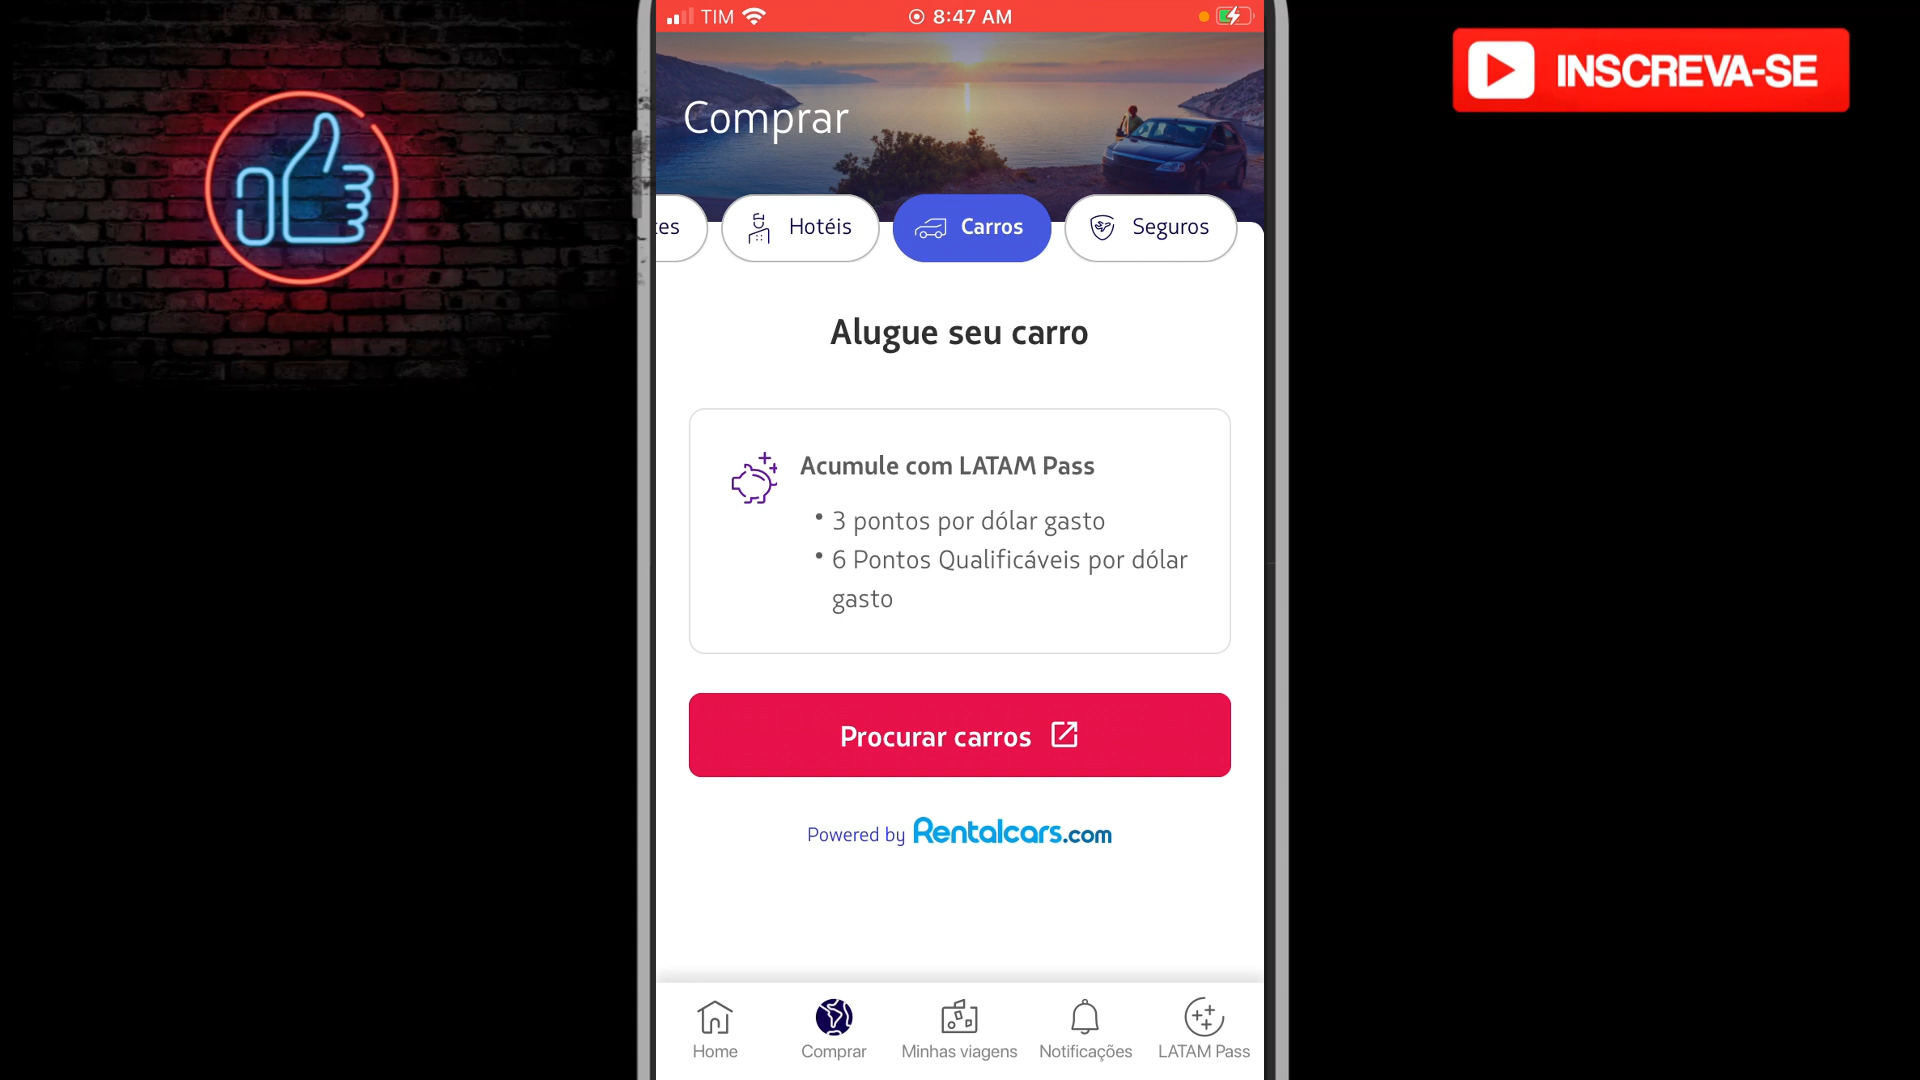 TIM
8:47 AM
INSCREVA-SE
Comprar
es
Hotéis
Carros
Seguros
Alugue seu carro
Acumule com LATAM Pass
• 3 pontos por dólar gasto
• 6 Pontos Qualificáveis por dólar
gasto
Procurar carros
Powered by Rentalcars.com
Home
Comprar
Minhas viagens
Notificações
LATAM Pass